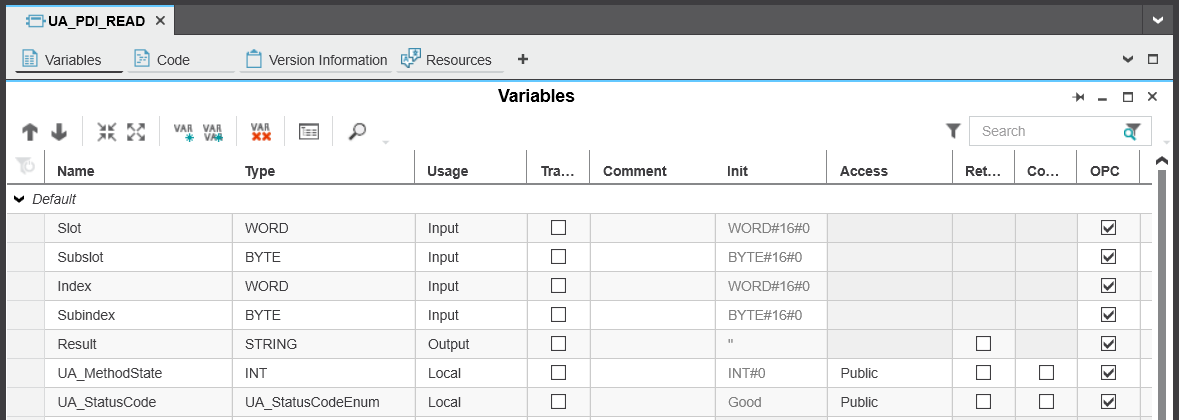 UA_PDI_READ
Variables Code Version Information Resources
Variables
VAR VAR VAR VAR Search
Name Type Usage Tra... Comment Init Access Ret... Co... OPC
Default
Slot WORD Input WORD#16#0
Subslot BYTE Input BYTE#16#0
Index WORD Input WORD#16#0
Subindex BYTE Input BYTE#16#0
Result STRING Output ''
UA_MethodState INT Local INT#0 Public
UA_StatusCode UA_StatusCodeEnum Local Good Public